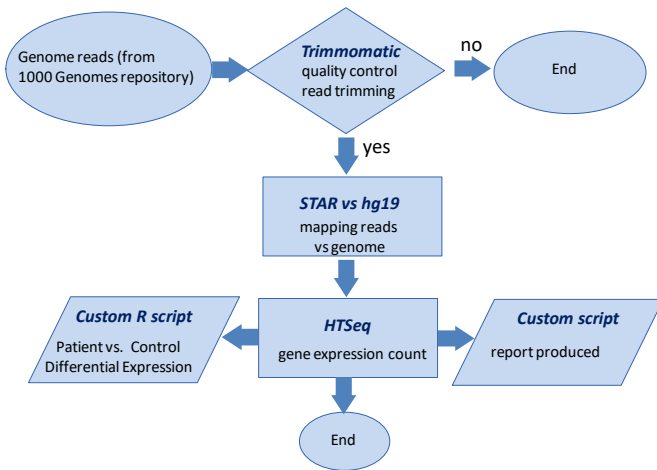 Genome reads (from
1000 Genomes repository)
Trimmomatic
quality control
read trimming
no
End
yes
STAR vs hg19
mapping reads
vs genome
Custom R script
Patient vs. Control
Differential Expression
HTSeq
gene expression count
Custom script
report produced
End